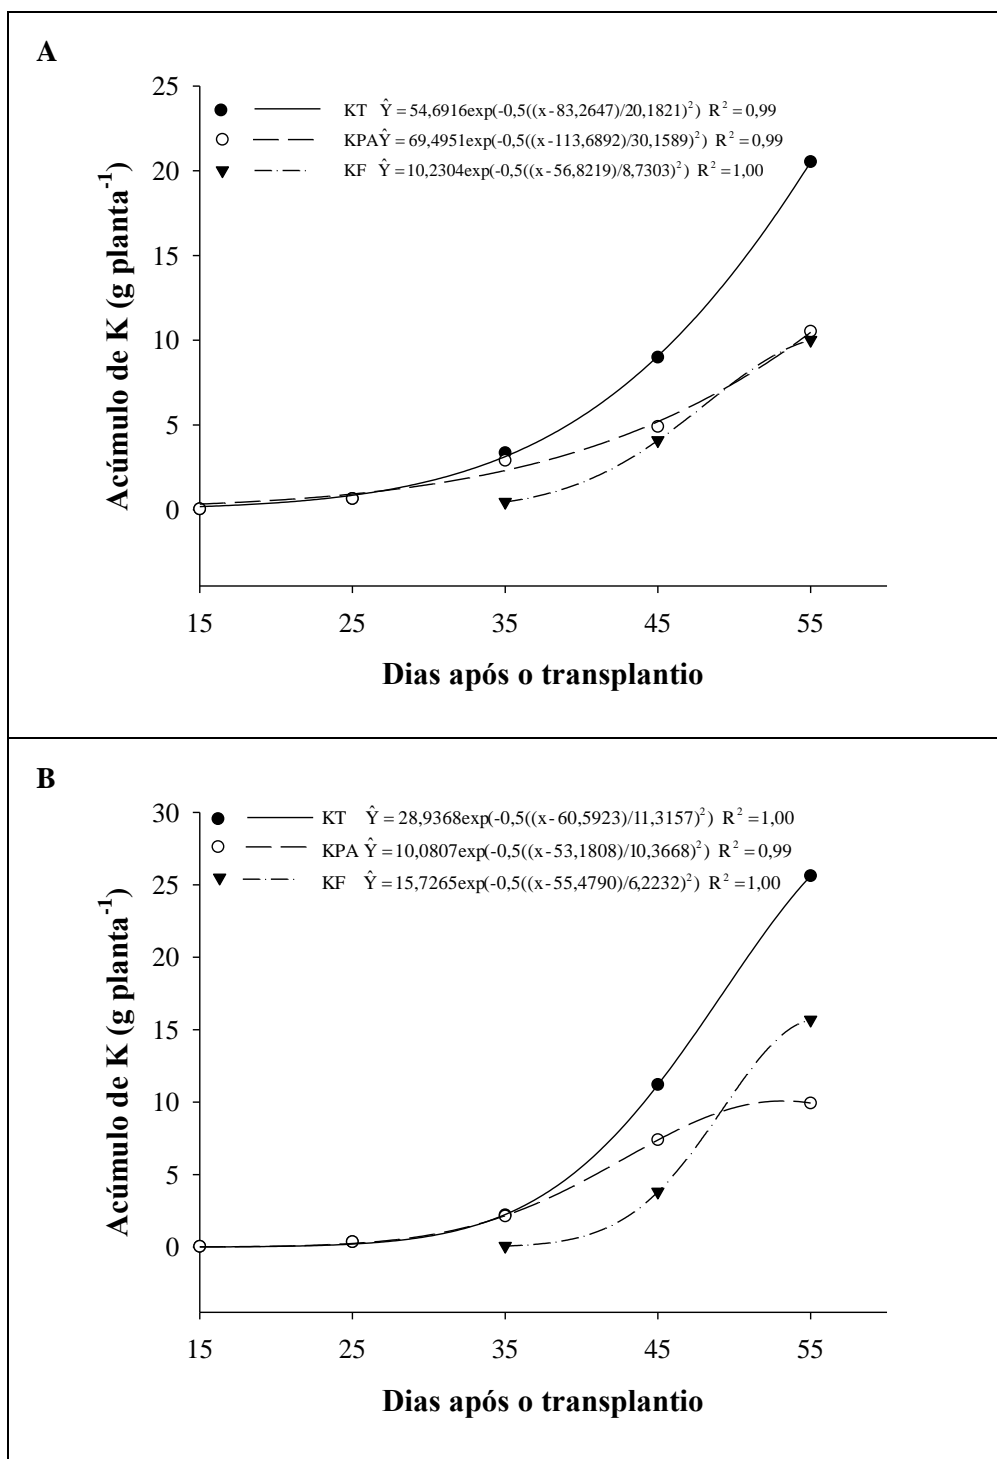 A
25
20
15
10
5
0
Acúmulo de K (g planta⁻¹)
KT Ŷ = 54,6916exp(-0,5((x-83,2647)/20,1821)²) R² = 0,99
KPA Ŷ = 69,4951exp(-0,5((x-113,6892)/30,1589)²) R² = 0,99
KF Ŷ = 10,2304exp(-0,5((x-56,8219)/8,7303)²) R² = 1,00
15 25 35 45 55
Dias após o transplantio
B
30
25
20
15
10
5
0
Acúmulo de K (g planta⁻¹)
KT Ŷ = 28,9368exp(-0,5((x-60,5923)/11,3157)²) R² = 1,00
KPA Ŷ = 10,0807exp(-0,5((x-53,1808)/10,3668)²) R² = 0,99
KF Ŷ = 15,7265exp(-0,5((x-55,4790)/6,2232)²) R² = 1,00
15 25 35 45 55
Dias após o transplantio